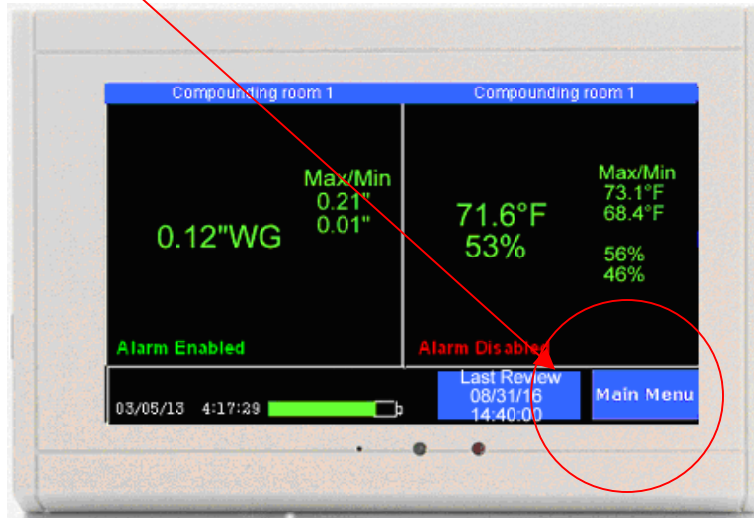 Compounding room 1
0.12"WG
Max/Min
0.21"
0.01"
Alarm Enabled
Compounding room 1
71.6°F
53%
Max/Min
73.1°F
68.4°F
56%
46%
Alarm Disabled
03/05/13 4:17:29
Last Review
08/31/16
14:40:00
Main Menu